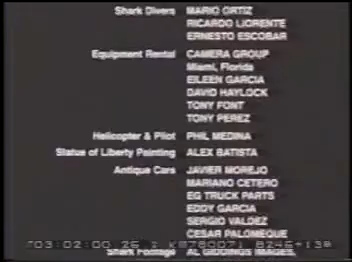 Shark Divers MARIO ORTIZ
RICARDO LLORENTE
ERNESTO ESCOBAR
Equipment Rental CAMERA GROUP
Miami, Florida
EILEEN GARCIA
DAVID HAYLOCK
TONY FONT
TONY PEREZ
Helicopter & Pilot PHIL MEDINA
Statue of Liberty Painting ALEX BATISTA
Antique Cars JAVIER MOREJO
MARIANO CETERO
EG TRUCK PARTS
EDDY GARCIA
SERGIO VALDEZ
CESAR PALOMEQUE
Shark Footage AL GIDDINGS IMAGES,